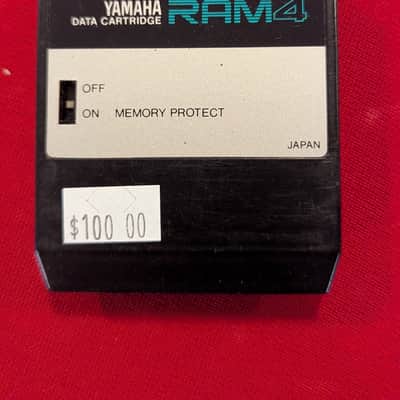 YAMAHA RAM4
DATA CARTRIDGE
OFF
ON MEMORY PROTECT
JAPAN
$100 00